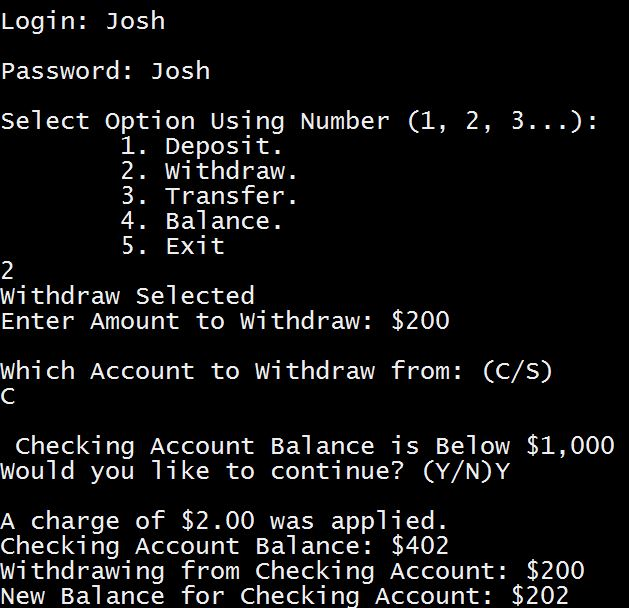 Login: Josh
Password: Josh
Select Option Using Number (1, 2, 3...):
1. Deposit.
2. Withdraw.
3. Transfer.
4. Balance.
5. Exit
2
Withdraw Selected
Enter Amount to Withdraw: $200
Which Account to Withdraw from: (C/S)
C
Checking Account Balance is Below $1,000
Would you like to continue? (Y/N)Y
A charge of $2.00 was applied.
Checking Account Balance: $402
Withdrawing from Checking Account: $200
New Balance for Checking Account: $202